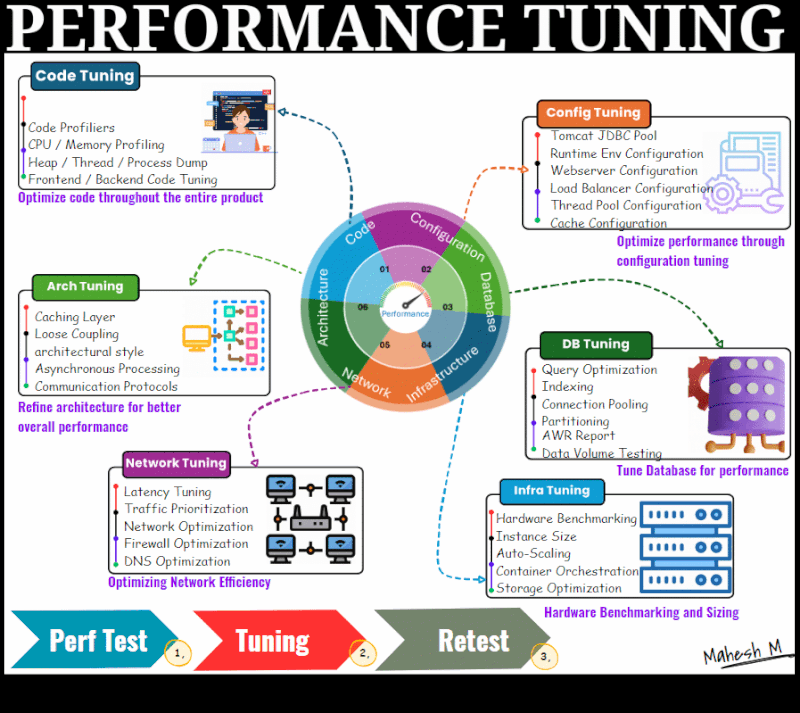 PERFORMANCE TUNING
Code Tuning
Code Profiliers
CPU / Memory Profiling
Heap / Thread / Process Dump
Frontend / Backend Code Tuning
Optimize code throughout the entire product
Config Tuning
Tomcat JDBC Pool
Runtime Env Configuration
Webserver Configuration
Load Balancer Configuration
Thread Pool Configuration
Cache Configuration
Optimize performance through
configuration tuning
Code
Configuration
Database
Infrastructure
Network
Architecture
01
02
03
04
05
06
Performance
Arch Tuning
Caching Layer
Loose Coupling
architectural style
Asynchronous Processing
Communication Protocols
Refine architecture for better
overall performance
DB Tuning
Query Optimization
Indexing
Connection Pooling
Partitioning
AWR Report
Data Volume Testing
Tune Database for performance
Network Tuning
Latency Tuning
Traffic Prioritization
Network Optimization
Firewall Optimization
DNS Optimization
Optimizing Network Efficiency
Infra Tuning
Hardware Benchmarking
Instance Size
Auto-Scaling
Container Orchestration
Storage Optimization
Hardware Benchmarking and Sizing
Perf Test
1,
Tuning
2,
Retest
3,
Mahesh M